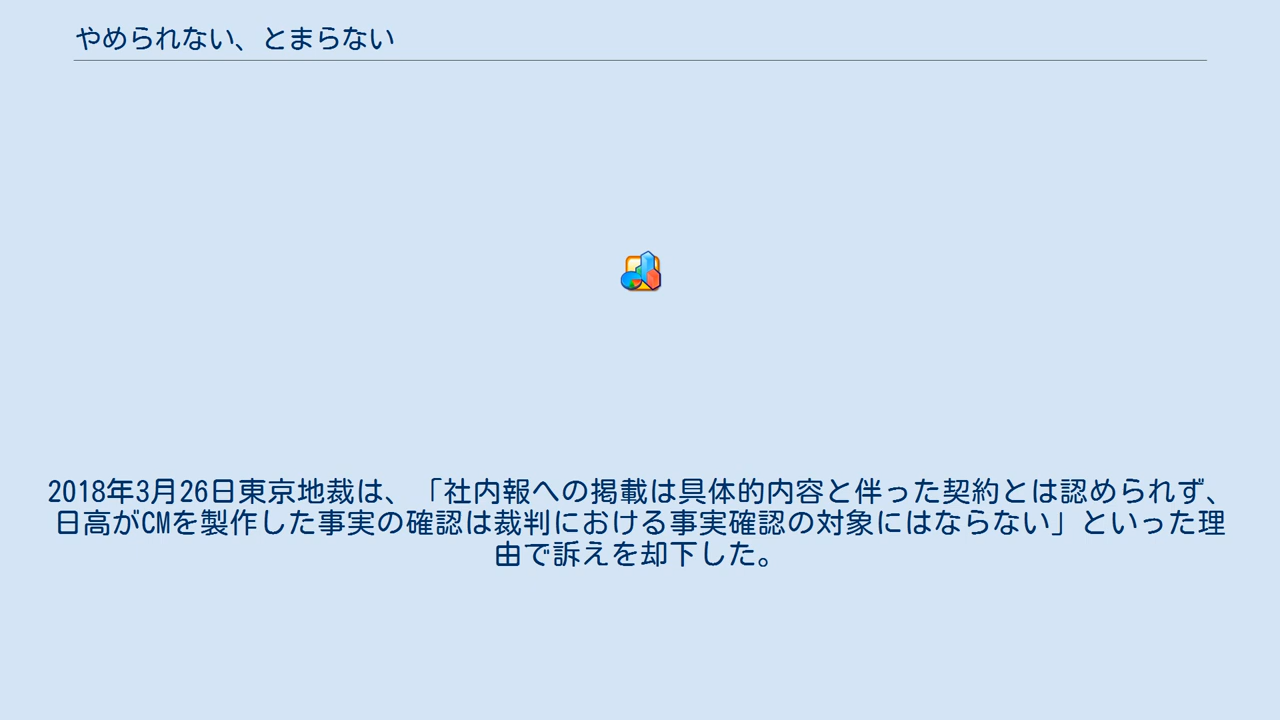 やめられない、とまらない
2018年3月26日東京地裁は、「社内報への掲載は具体的内容と伴った契約とは認められず、
日高がCMを製作した事実の確認は裁判における事実確認の対象にはならない」といった理
由で訴えを却下した。